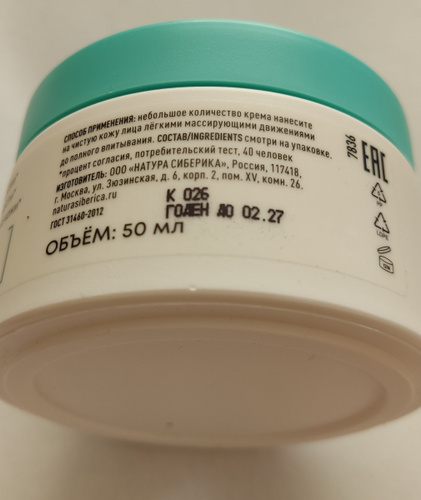 СПОСОБ ПРИМЕНЕНИЯ: небольшое количество крема нанесите
на чистую кожу лица лёгкими массирующими движениями
до полного впитывания. СОСТАВ/INGREDIENTS смотри на упаковке.
*процент согласия, потребительский тест, 40 человек
ИЗГОТОВИТЕЛЬ: ООО «НАТУРА СИБЕРИКА», Россия, 117418,
г. Москва, ул. Зюзинская, д. 6, корп. 2, пом. XV, комн. 26.
naturasiberica.ru
ГОСТ 31460-2012
К 026
ГОДЕН ДО 02.27
ОБЪЁМ: 50 МЛ
7836
EAC
LDPE